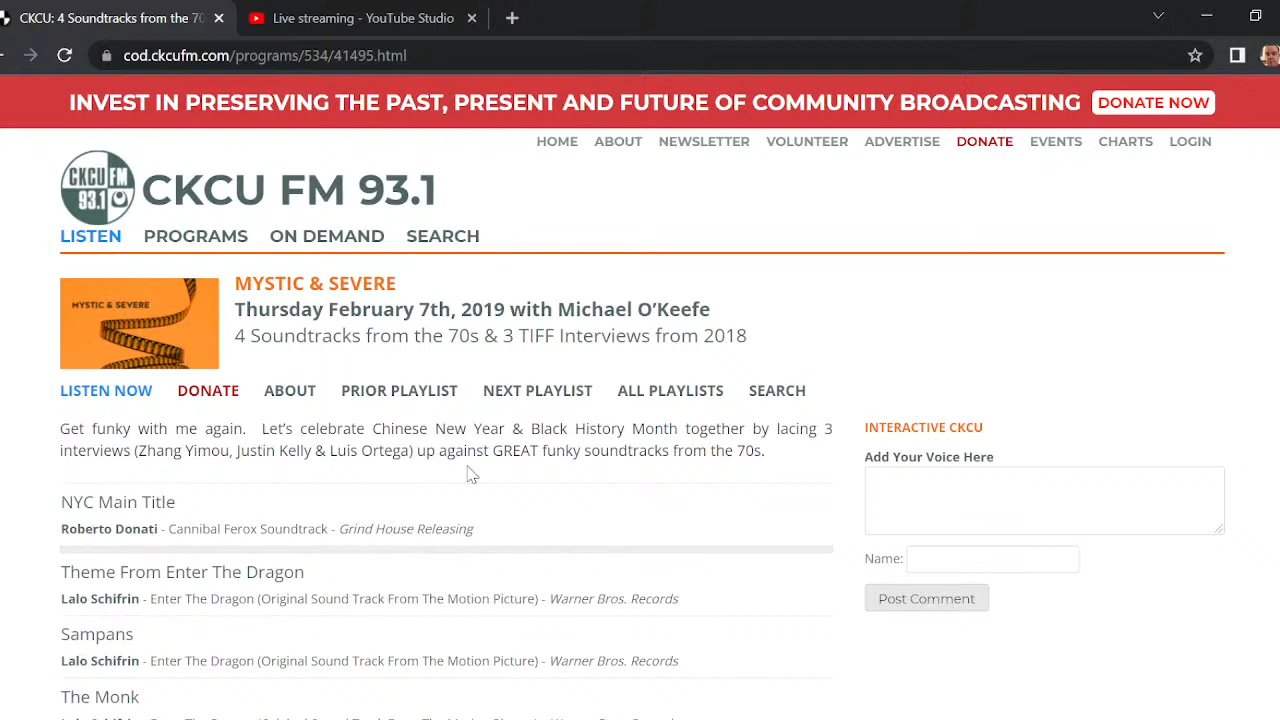 CKCU: 4 Soundtracks from the 70
Live streaming - YouTube Studio
cod.ckcufm.com/programs/534/41495.html
INVEST IN PRESERVING THE PAST, PRESENT AND FUTURE OF COMMUNITY BROADCASTING DONATE NOW
HOME ABOUT NEWSLETTER VOLUNTEER ADVERTISE DONATE EVENTS CHARTS LOGIN
CKCU FM
93.1
CKCU FM 93.1
LISTEN PROGRAMS ON DEMAND SEARCH
MYSTIC & SEVERE
MYSTIC & SEVERE
Thursday February 7th, 2019 with Michael O’Keefe
4 Soundtracks from the 70s & 3 TIFF Interviews from 2018
LISTEN NOW DONATE ABOUT PRIOR PLAYLIST NEXT PLAYLIST ALL PLAYLISTS SEARCH
Get funky with me again. Let’s celebrate Chinese New Year & Black History Month together by lacing 3
interviews (Zhang Yimou, Justin Kelly & Luis Ortega) up against GREAT funky soundtracks from the 70s.
NYC Main Title
Roberto Donati - Cannibal Ferox Soundtrack - Grind House Releasing
Theme From Enter The Dragon
Lalo Schifrin - Enter The Dragon (Original Sound Track From The Motion Picture) - Warner Bros. Records
Sampans
Lalo Schifrin - Enter The Dragon (Original Sound Track From The Motion Picture) - Warner Bros. Records
The Monk
INTERACTIVE CKCU
Add Your Voice Here
Name:
Post Comment